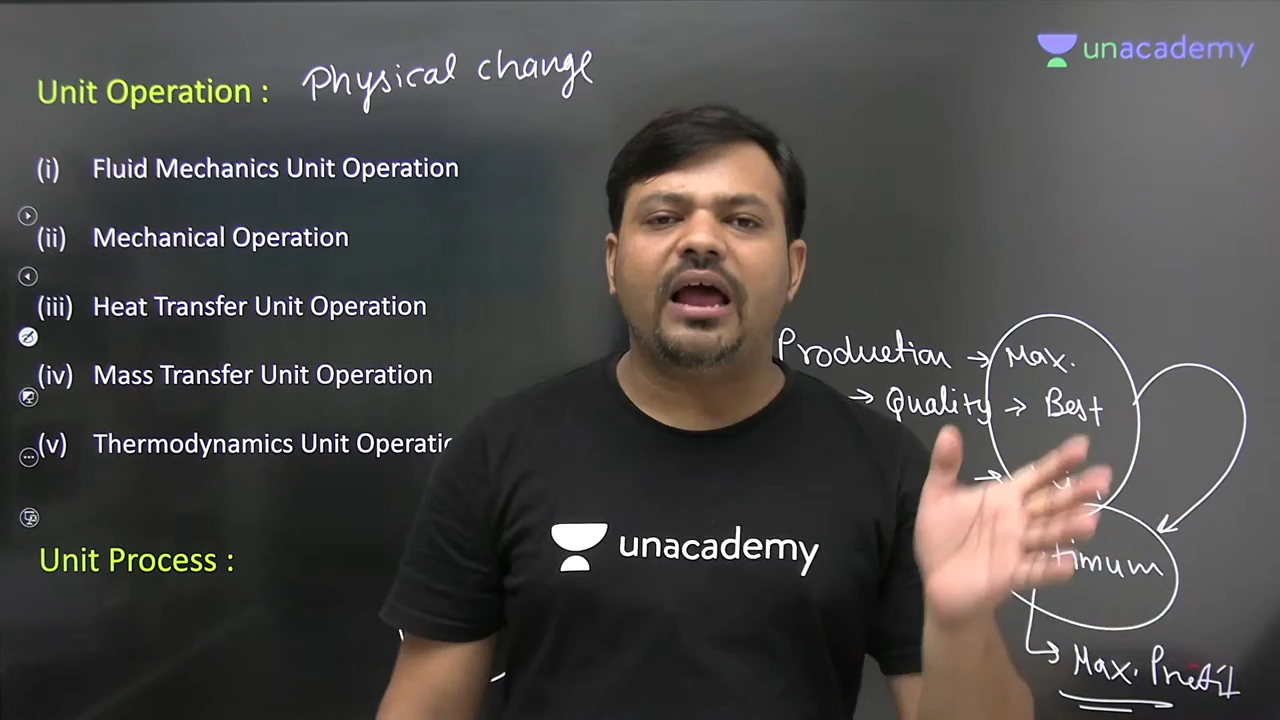 unacademy
Unit Operation : Physical change
(i) Fluid Mechanics Unit Operation
(ii) Mechanical Operation
(iii) Heat Transfer Unit Operation
(iv) Mass Transfer Unit Operation
(v) Thermodynamics Unit Operatio
Unit Process :
Production → Max.
→ Quality → Best
→
timum
↳ Max. Profit
unacademy